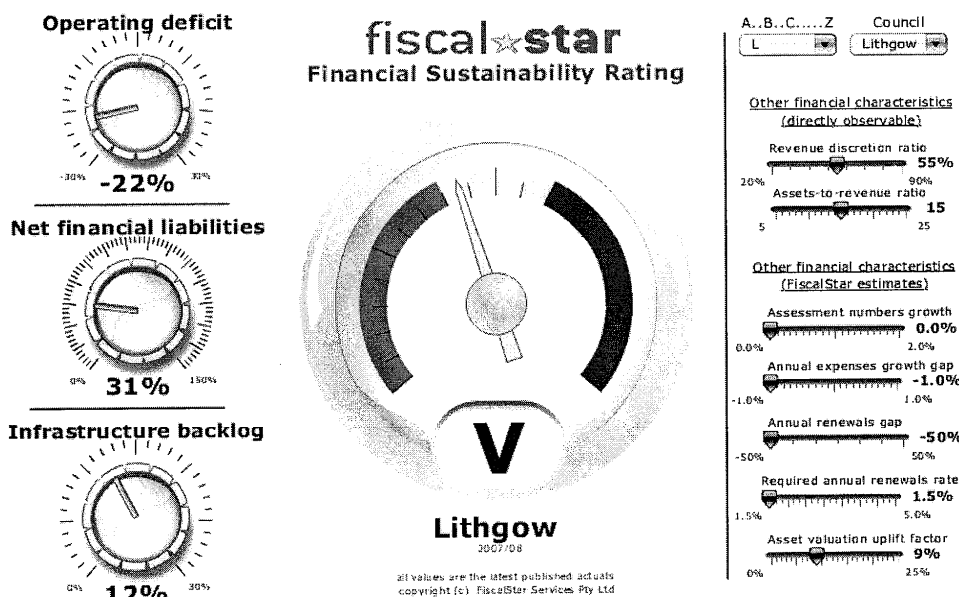 Operating deficit
-30%
30%
-22%
Net financial liabilities
0%
150%
31%
Infrastructure backlog
0%
30%
12%
fiscal☆star
Financial Sustainability Rating
V
Lithgow
2007/08
all values are the latest published actuals
copyright (c) FiscalStar Services Pty Ltd
A..B..C.....Z
Council
L
Lithgow
Other financial characteristics
(directly observable)
Revenue discretion ratio
55%
20%
90%
Assets-to-revenue ratio
15
5
25
Other financial characteristics
(FiscalStar estimates)
Assessment numbers growth
0.0%
0.0%
2.0%
Annual expenses growth gap
-1.0%
-1.0%
1.0%
Annual renewals gap
-50%
-50%
50%
Required annual renewals rate
1.5%
1.5%
5.0%
Asset valuation uplift factor
9%
0%
25%